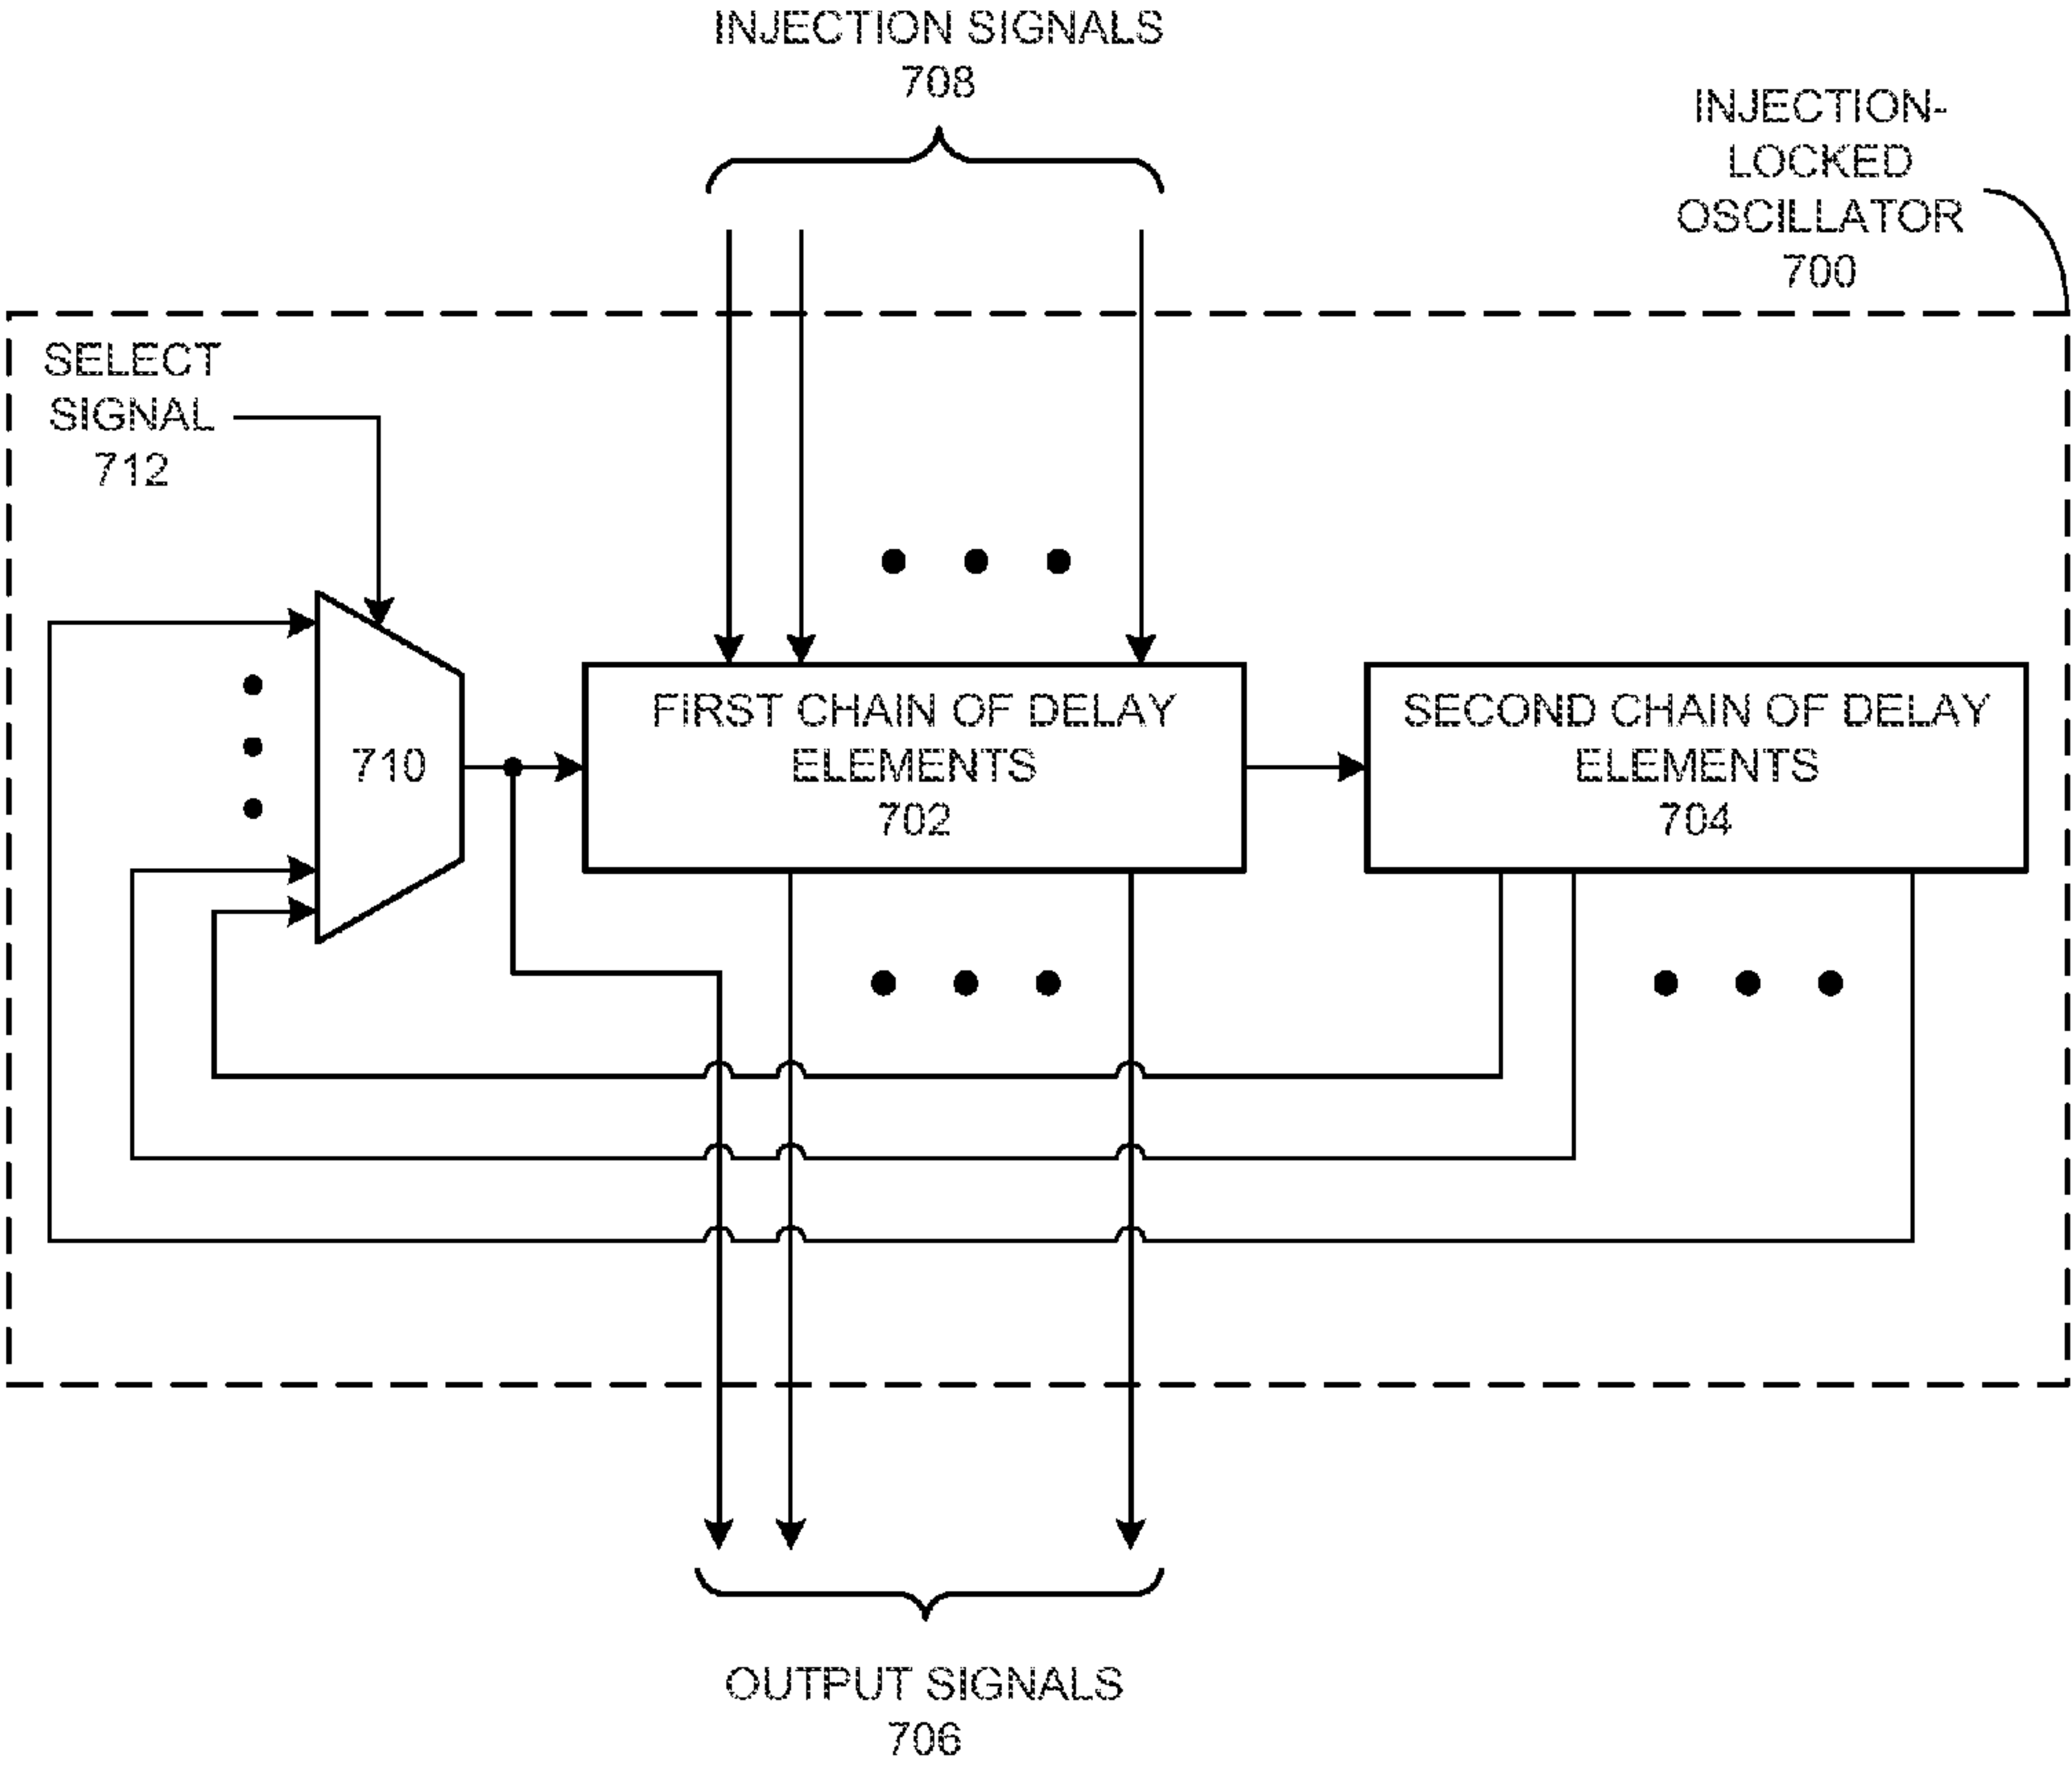 INJECTION SIGNALS
708
INJECTION-
LOCKED
OSCILLATOR
700
SELECT
SIGNAL
712
710
FIRST CHAIN OF DELAY
ELEMENTS
702
SECOND CHAIN OF DELAY
ELEMENTS
704
OUTPUT SIGNALS
706